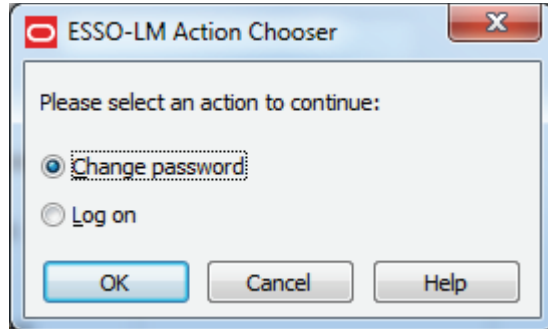 ESSO-LM Action Chooser
Please select an action to continue:
Change password
Log on
OK Cancel Help